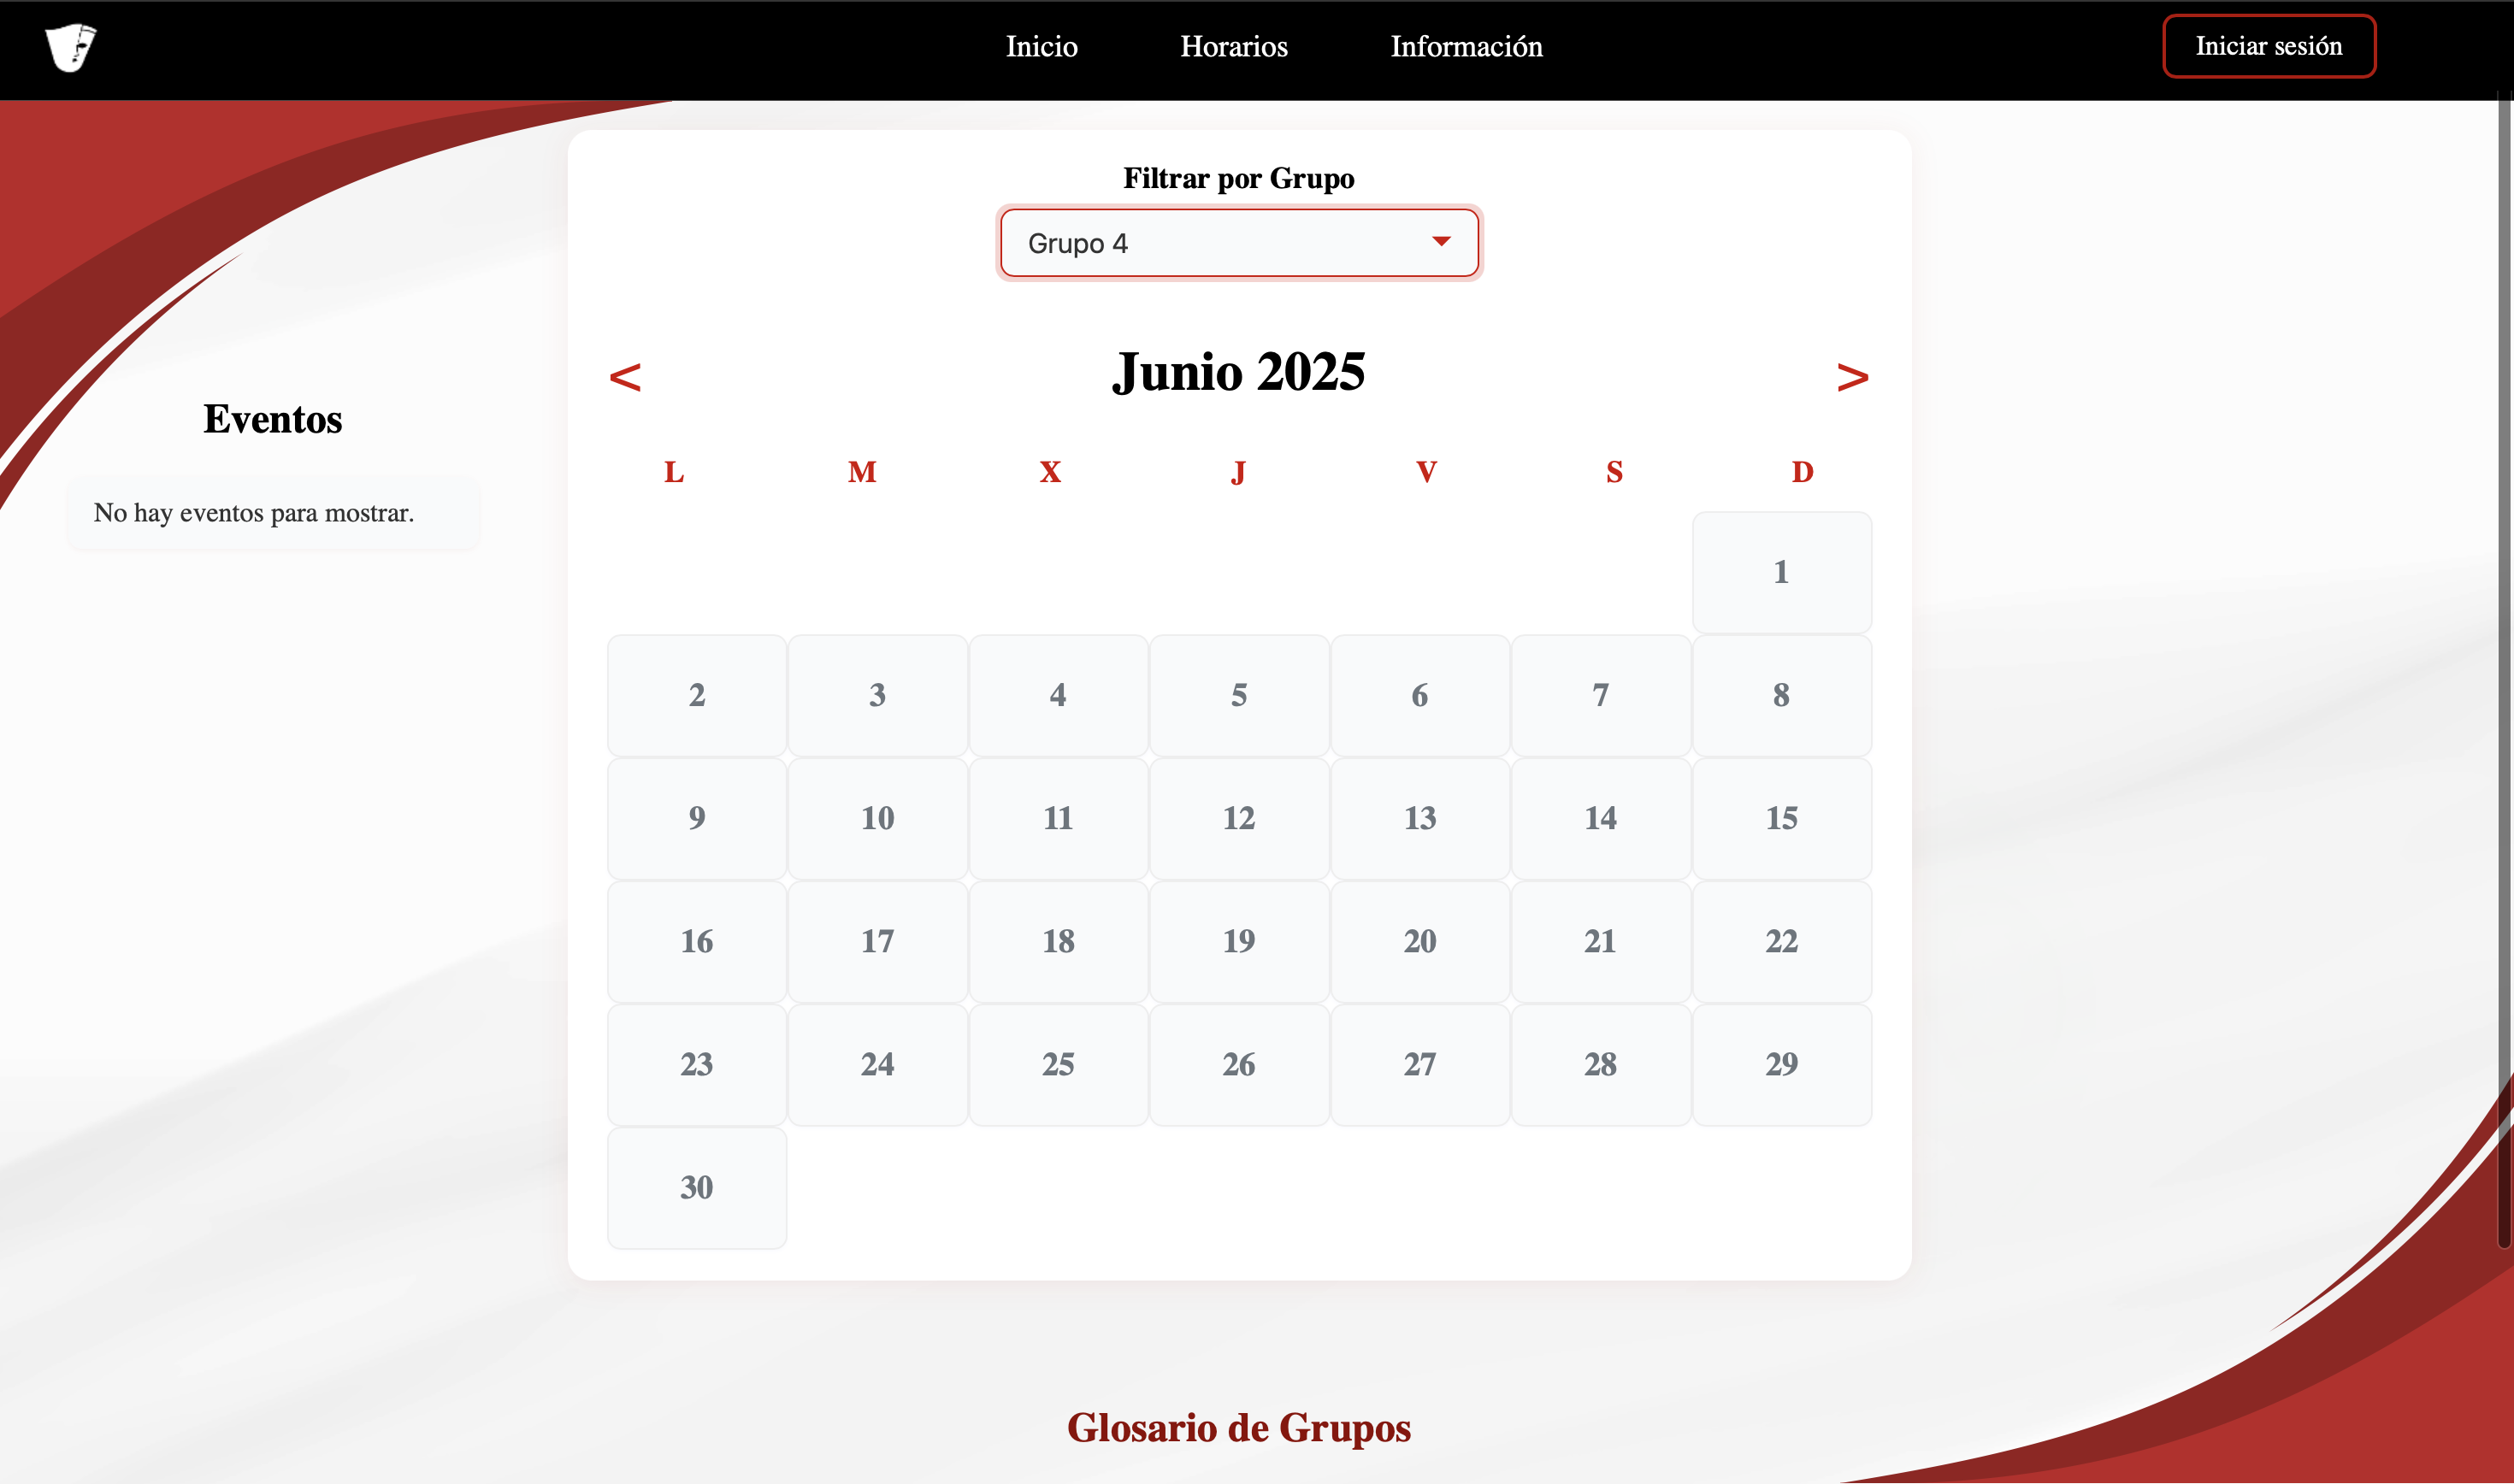 Inicio Horarios Información Iniciar sesión
Filtrar por Grupo
Grupo 4
< Junio 2025 >
Eventos
No hay eventos para mostrar.
L M X J V S D
1
2 3 4 5 6 7 8
9 10 11 12 13 14 15
16 17 18 19 20 21 22
23 24 25 26 27 28 29
30
Glosario de Grupos